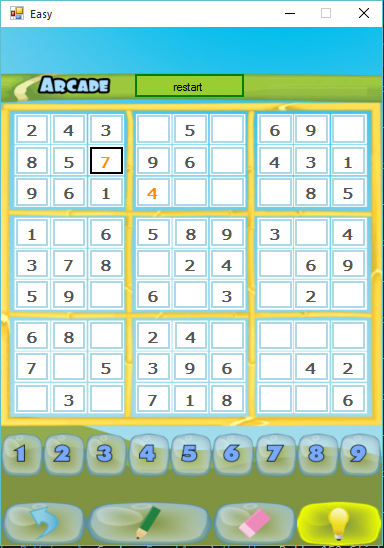 Easy
ARCADE restart
2 4 3 5 6 9
8 5 7 9 6 4 3 1
9 6 1 4 8 5
1 6 5 8 9 3 4
3 7 8 2 4 6 9
5 9 6 3 2
6 8 2 4
7 5 3 9 6 4 2
3 7 1 8 6
1 2 3 4 5 6 7 8 9